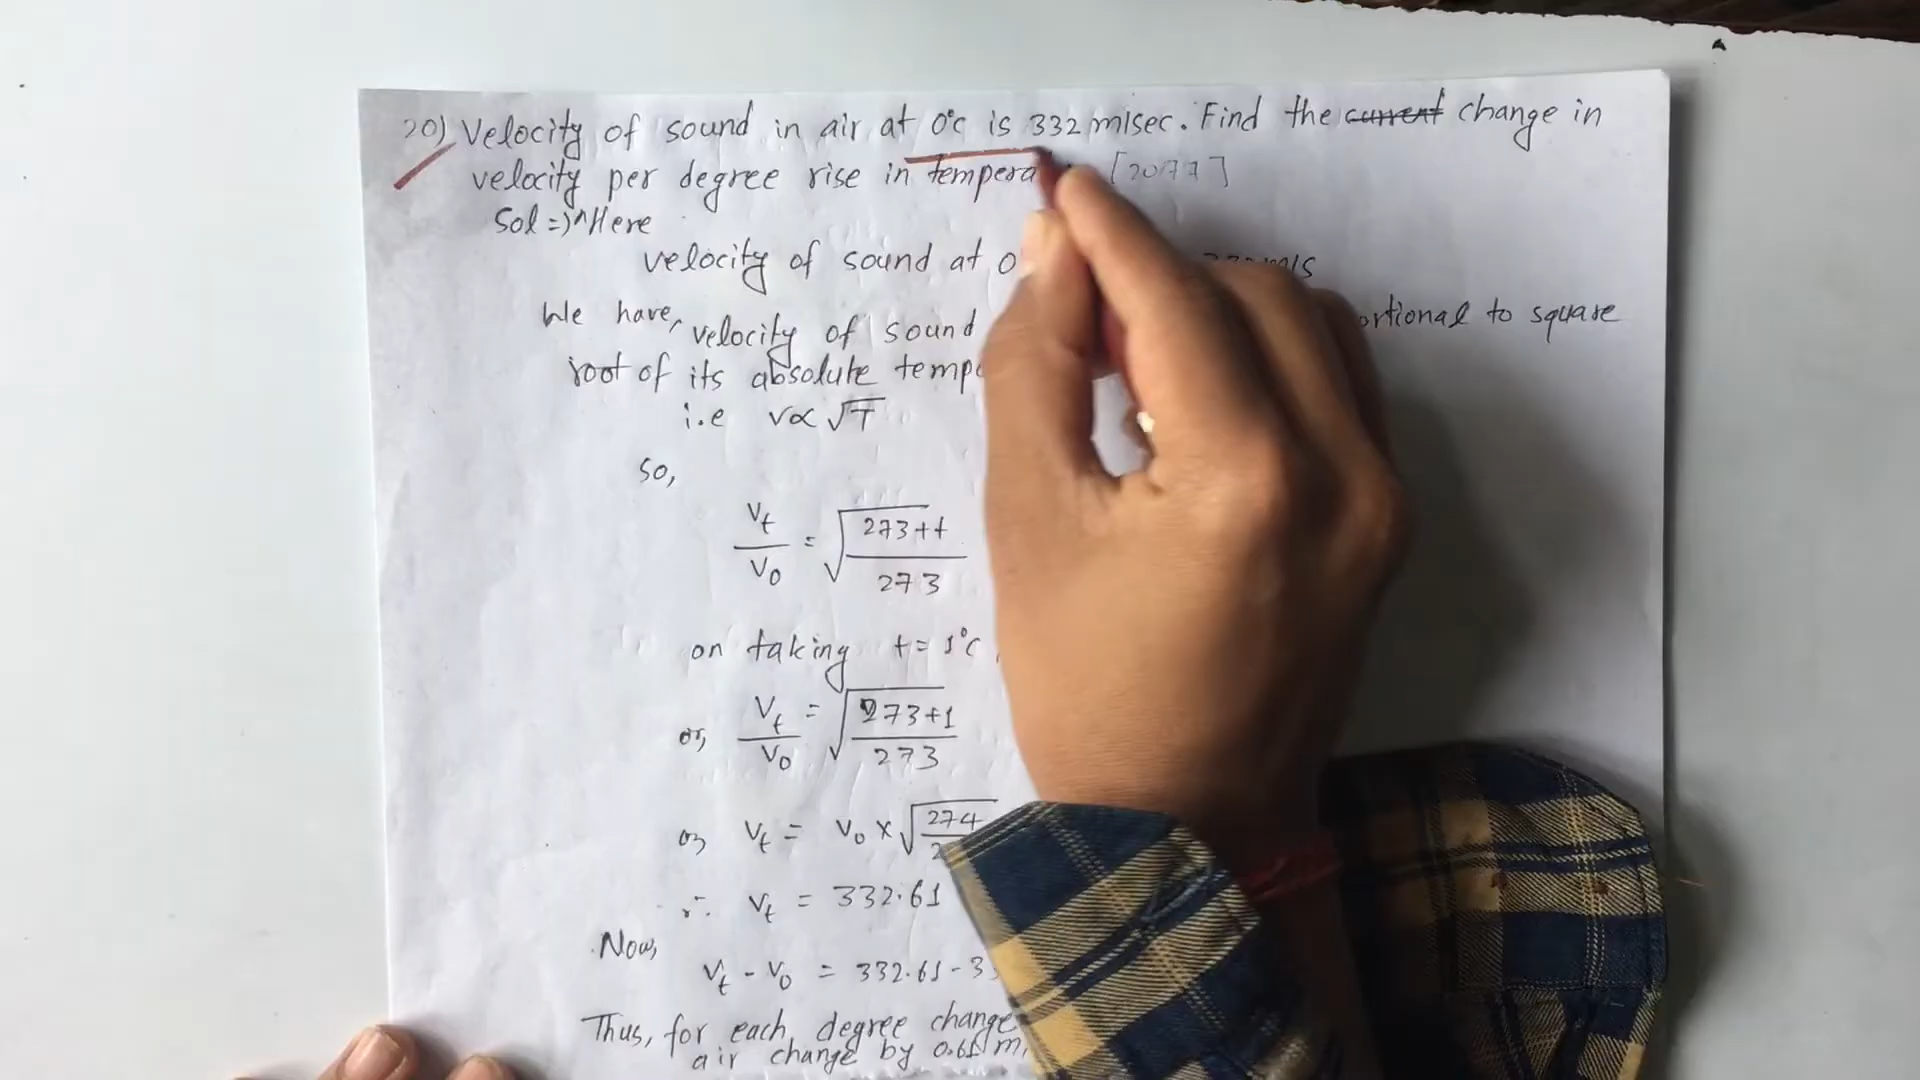 20) Velocity of sound in air at 0°c is 332 m/sec. Find the current change in
velocity per degree rise in [2077]
Sol => Here
velocity of sound at 0 m/s
We have, velocity of sound to square
root of its absolute
i.e v∝ √T
so,
Vt/V0 = √(273+t/273)
on taking t= 1°c
or, Vt/V0 = √(273+1/273)
or Vt = V0 × √274
∴ Vt = 332.61
Now,
Vt - V0 = 332.61 -
Thus, for each degree change
air change by 0.61